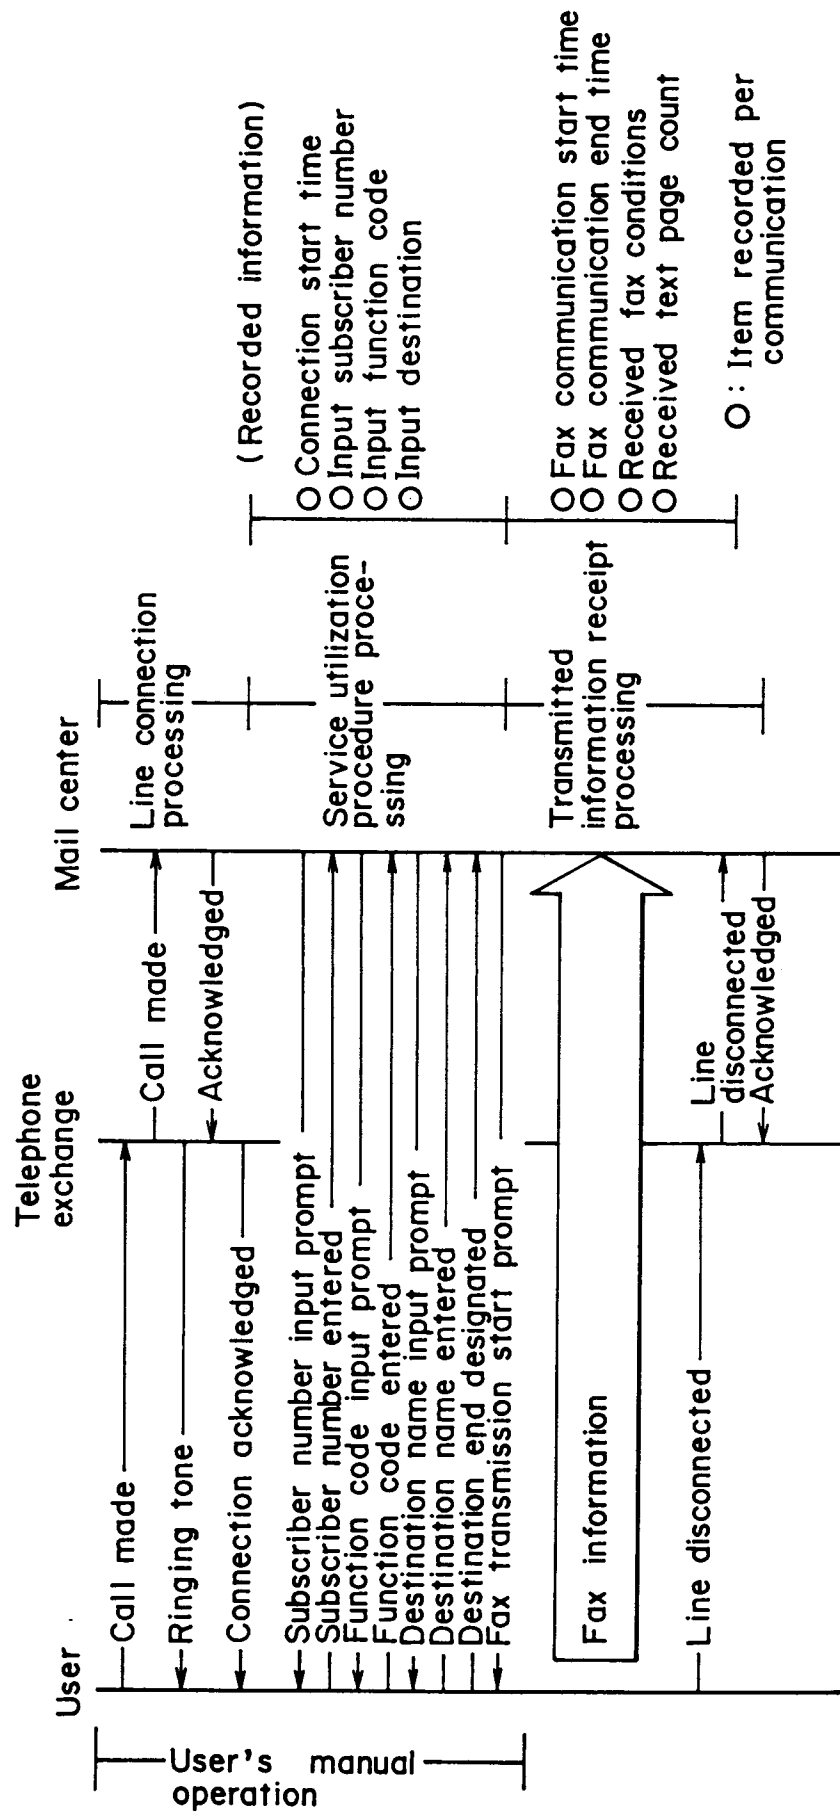 User
Telephone
exchange
Mail center
User's manual
operation
Call made
Call made
Ringing tone
Acknowledged
Connection acknowledged
Line connection
processing
(Recorded information)
Subscriber number input prompt
Subscriber number entered
Function code input prompt
Function code entered
Destination name input prompt
Destination name entered
Destination end designated
Fax transmission start prompt
Service utilization
procedure proce-
ssing
○ Connection start time
○ Input subscriber number
○ Input function code
○ Input destination
Fax information
Transmitted
information receipt
processing
○ Fax communication start time
○ Fax communication end time
○ Received fax conditions
○ Received text page count
Line disconnected
Line
disconnected
Acknowledged
○: Item recorded per
communication